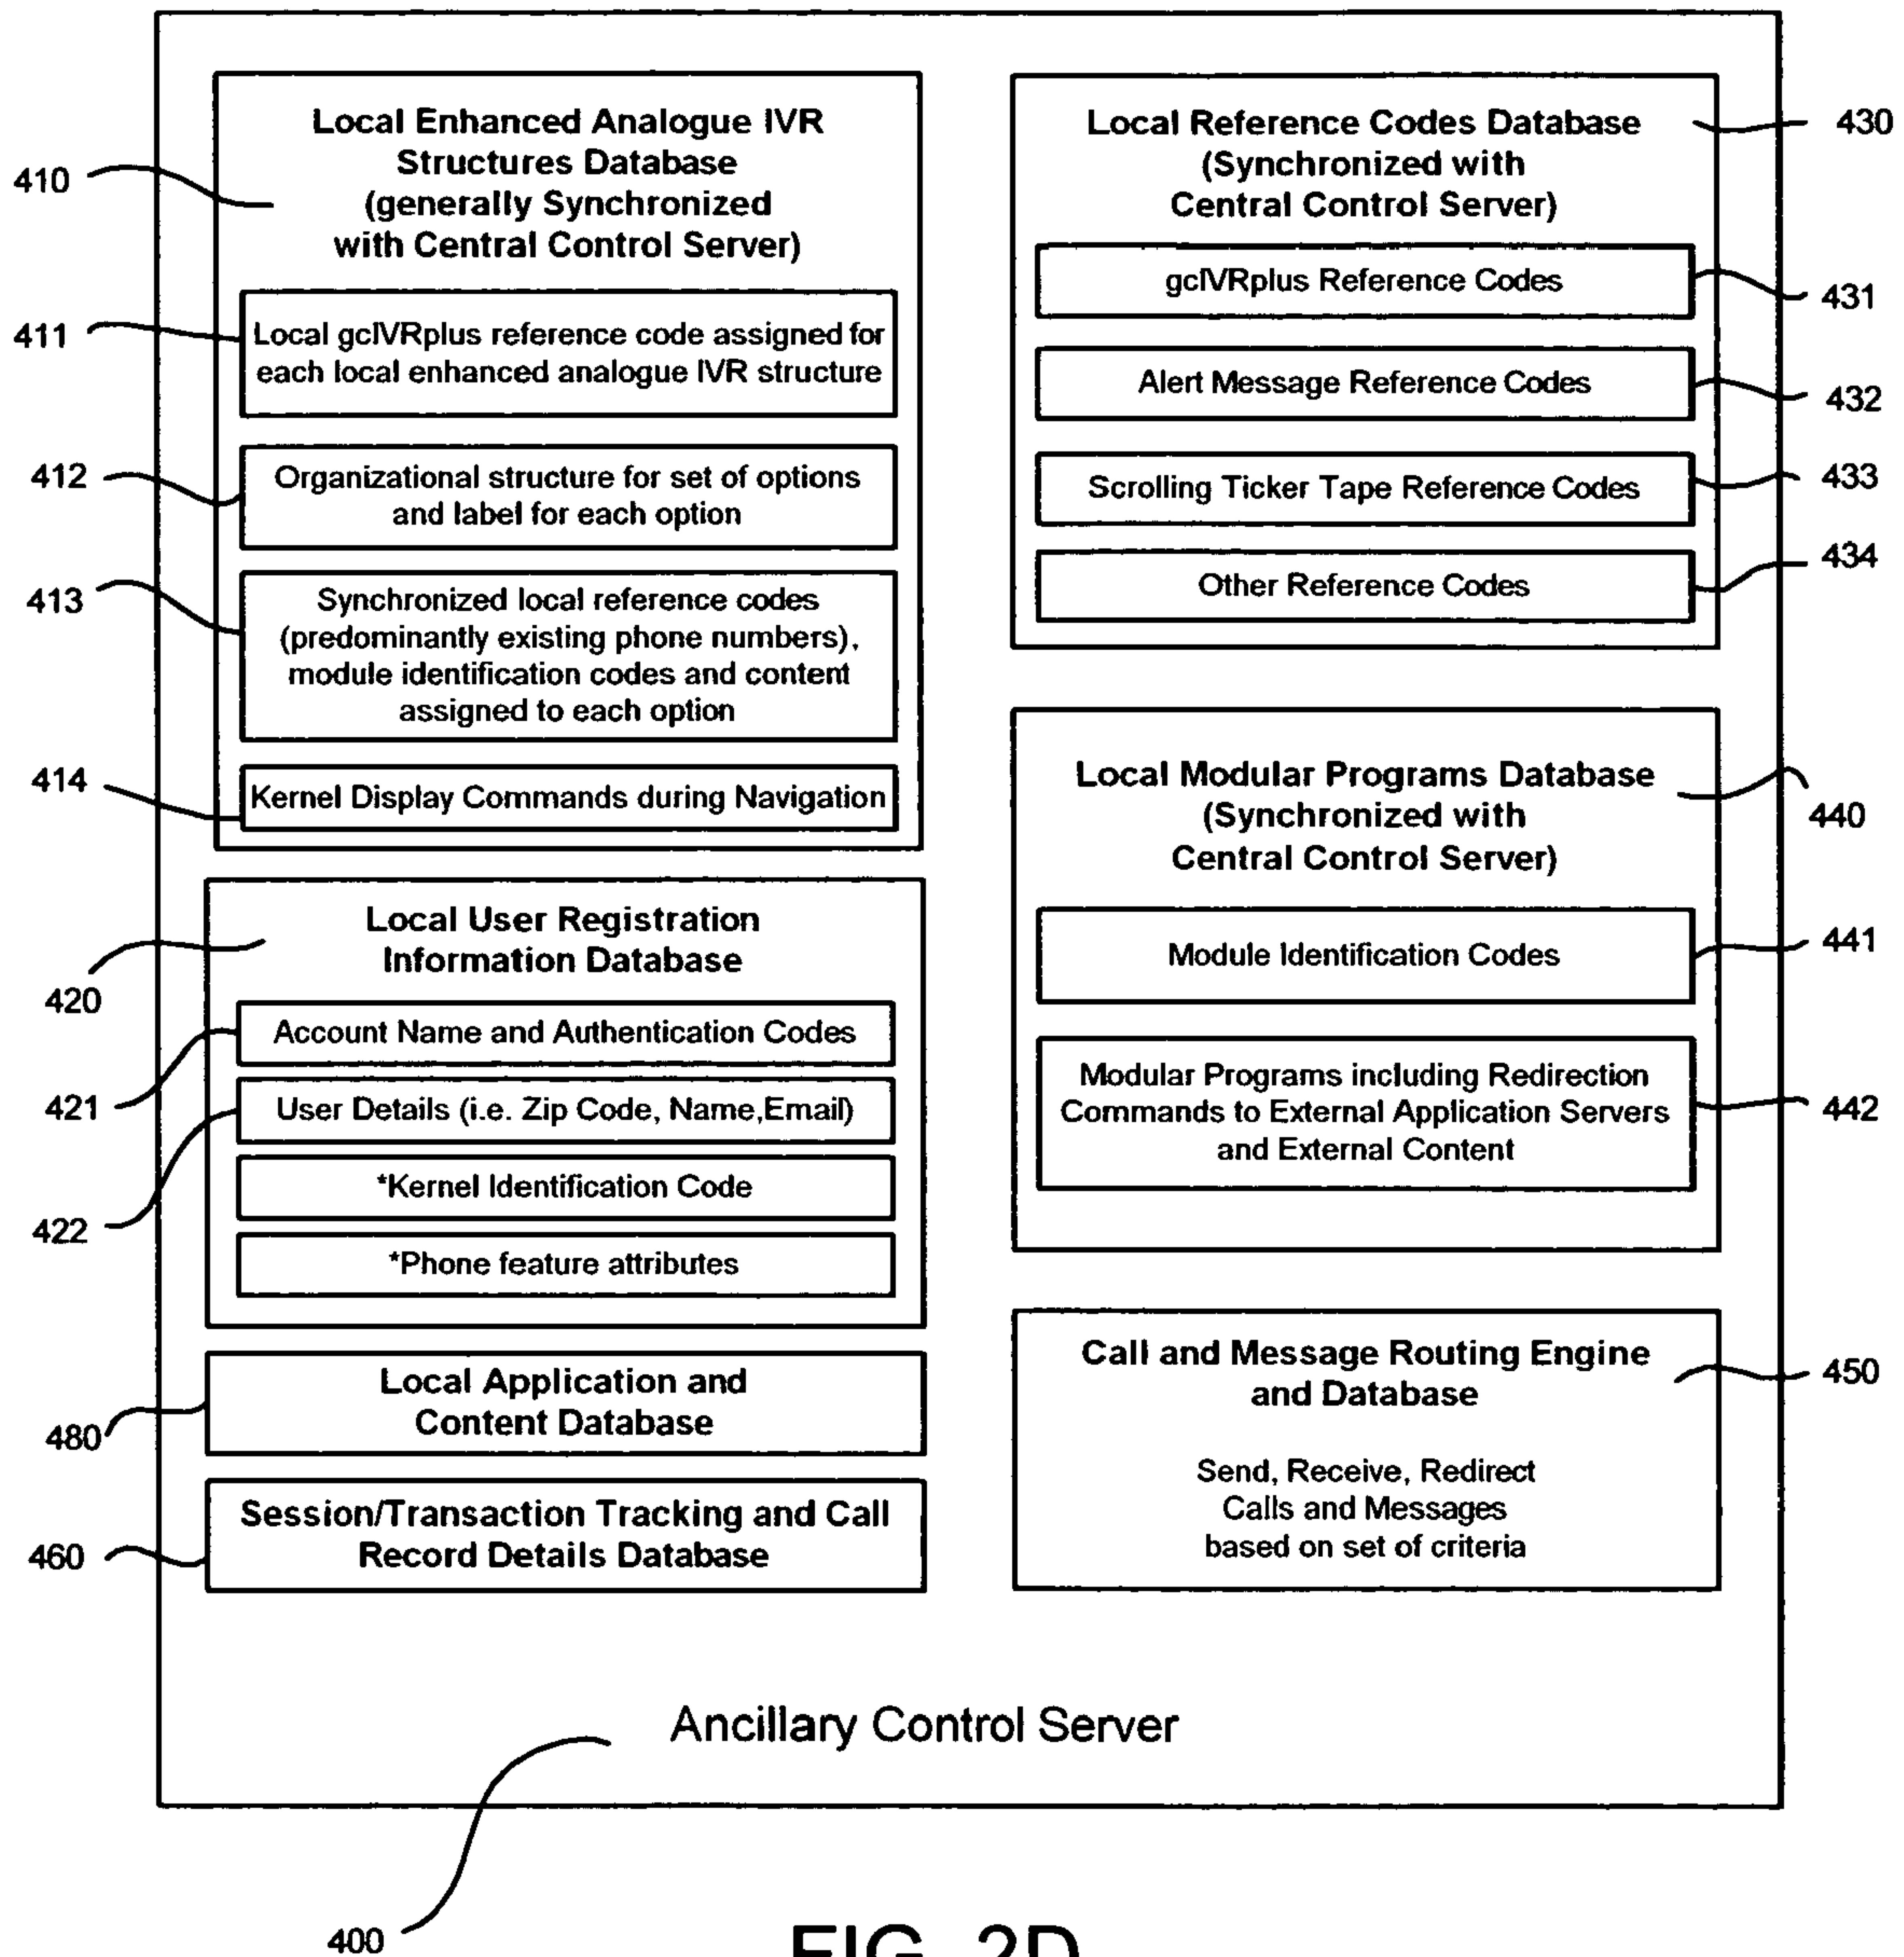 Local Enhanced Analogue IVR
Structures Database
(generally Synchronized
with Central Control Server)
410
411
Local gcIVRplus reference code assigned for
each local enhanced analogue IVR structure
412
Organizational structure for set of options
and label for each option
413
Synchronized local reference codes
(predominantly existing phone numbers),
module identification codes and content
assigned to each option
414
Kernel Display Commands during Navigation
Local User Registration
Information Database
420
Account Name and Authentication Codes
421
User Details (i.e. Zip Code, Name,Email)
422
*Kernel Identification Code
*Phone feature attributes
Local Application and
Content Database
480
Session/Transaction Tracking and Call
Record Details Database
460
Local Reference Codes Database
(Synchronized with
Central Control Server)
430
gcIVRplus Reference Codes
431
Alert Message Reference Codes
432
Scrolling Ticker Tape Reference Codes
433
Other Reference Codes
434
Local Modular Programs Database
(Synchronized with
Central Control Server)
440
Module Identification Codes
441
Modular Programs including Redirection
Commands to External Application Servers
and External Content
442
Call and Message Routing Engine
and Database
450
Send, Receive, Redirect
Calls and Messages
based on set of criteria
Ancillary Control Server
400
FIG. 2D